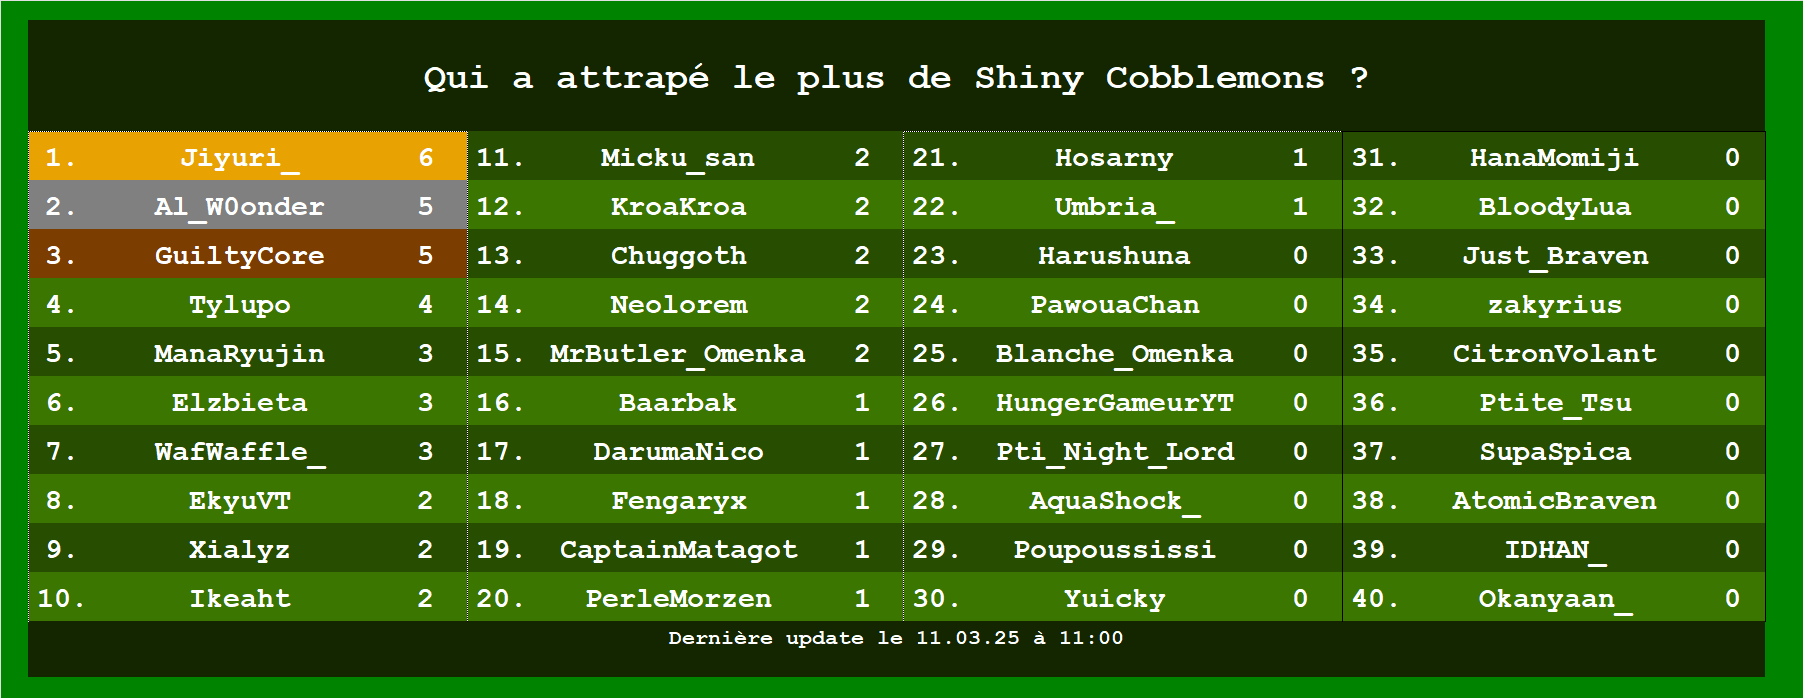 Qui a attrapé le plus de Shiny Cobblemons ?
1. Jiyuri_ 6 11. Micku_san 2 21. Hosarny 1 31. HanaMomiji 0
2. Al_W0onder 5 12. KroaKroa 2 22. Umbria_ 1 32. BloodyLua 0
3. GuiltyCore 5 13. Chuggoth 2 23. Harushuna 0 33. Just_Braven 0
4. Tylupo 4 14. Neolorem 2 24. PawouaChan 0 34. zakyrius 0
5. ManaRyujin 3 15. MrButler_Omenka 2 25. Blanche_Omenka 0 35. CitronVolant 0
6. Elzbieta 3 16. Baarbak 1 26. HungerGameurYT 0 36. Ptite_Tsu 0
7. WafWaffle_ 3 17. DarumaNico 1 27. Pti_Night_Lord 0 37. SupaSpica 0
8. EkyuVT 2 18. Fengaryx 1 28. AquaShock_ 0 38. AtomicBraven 0
9. Xialyz 2 19. CaptainMatagot 1 29. Poupoussissi 0 39. IDHAN_ 0
10. Ikeaht 2 20. PerleMorzen 1 30. Yuicky 0 40. Okanyaan_ 0
Dernière update le 11.03.25 à 11:00